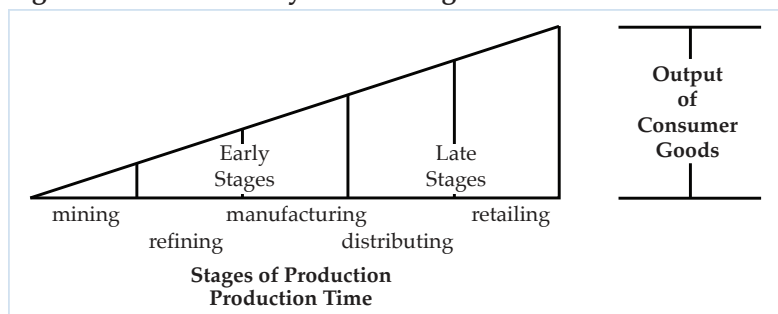 Early
Stages
Late
Stages
Output
of
Consumer
Goods
mining
manufacturing
retailing
refining
distributing
Stages of Production
Production Time